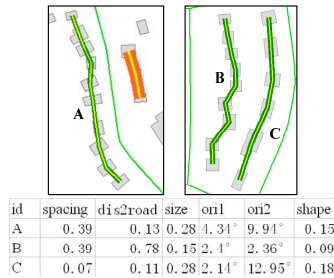 A
B
C
id spacing dis2road size ori1 ori2 shape
A 0.39 0.13 0.28 4.34° 9.94° 0.15
B 0.39 0.78 0.15 2.4° 2.36° 0.09
C 0.07 0.11 0.28 2.14° 12.95° 0.18